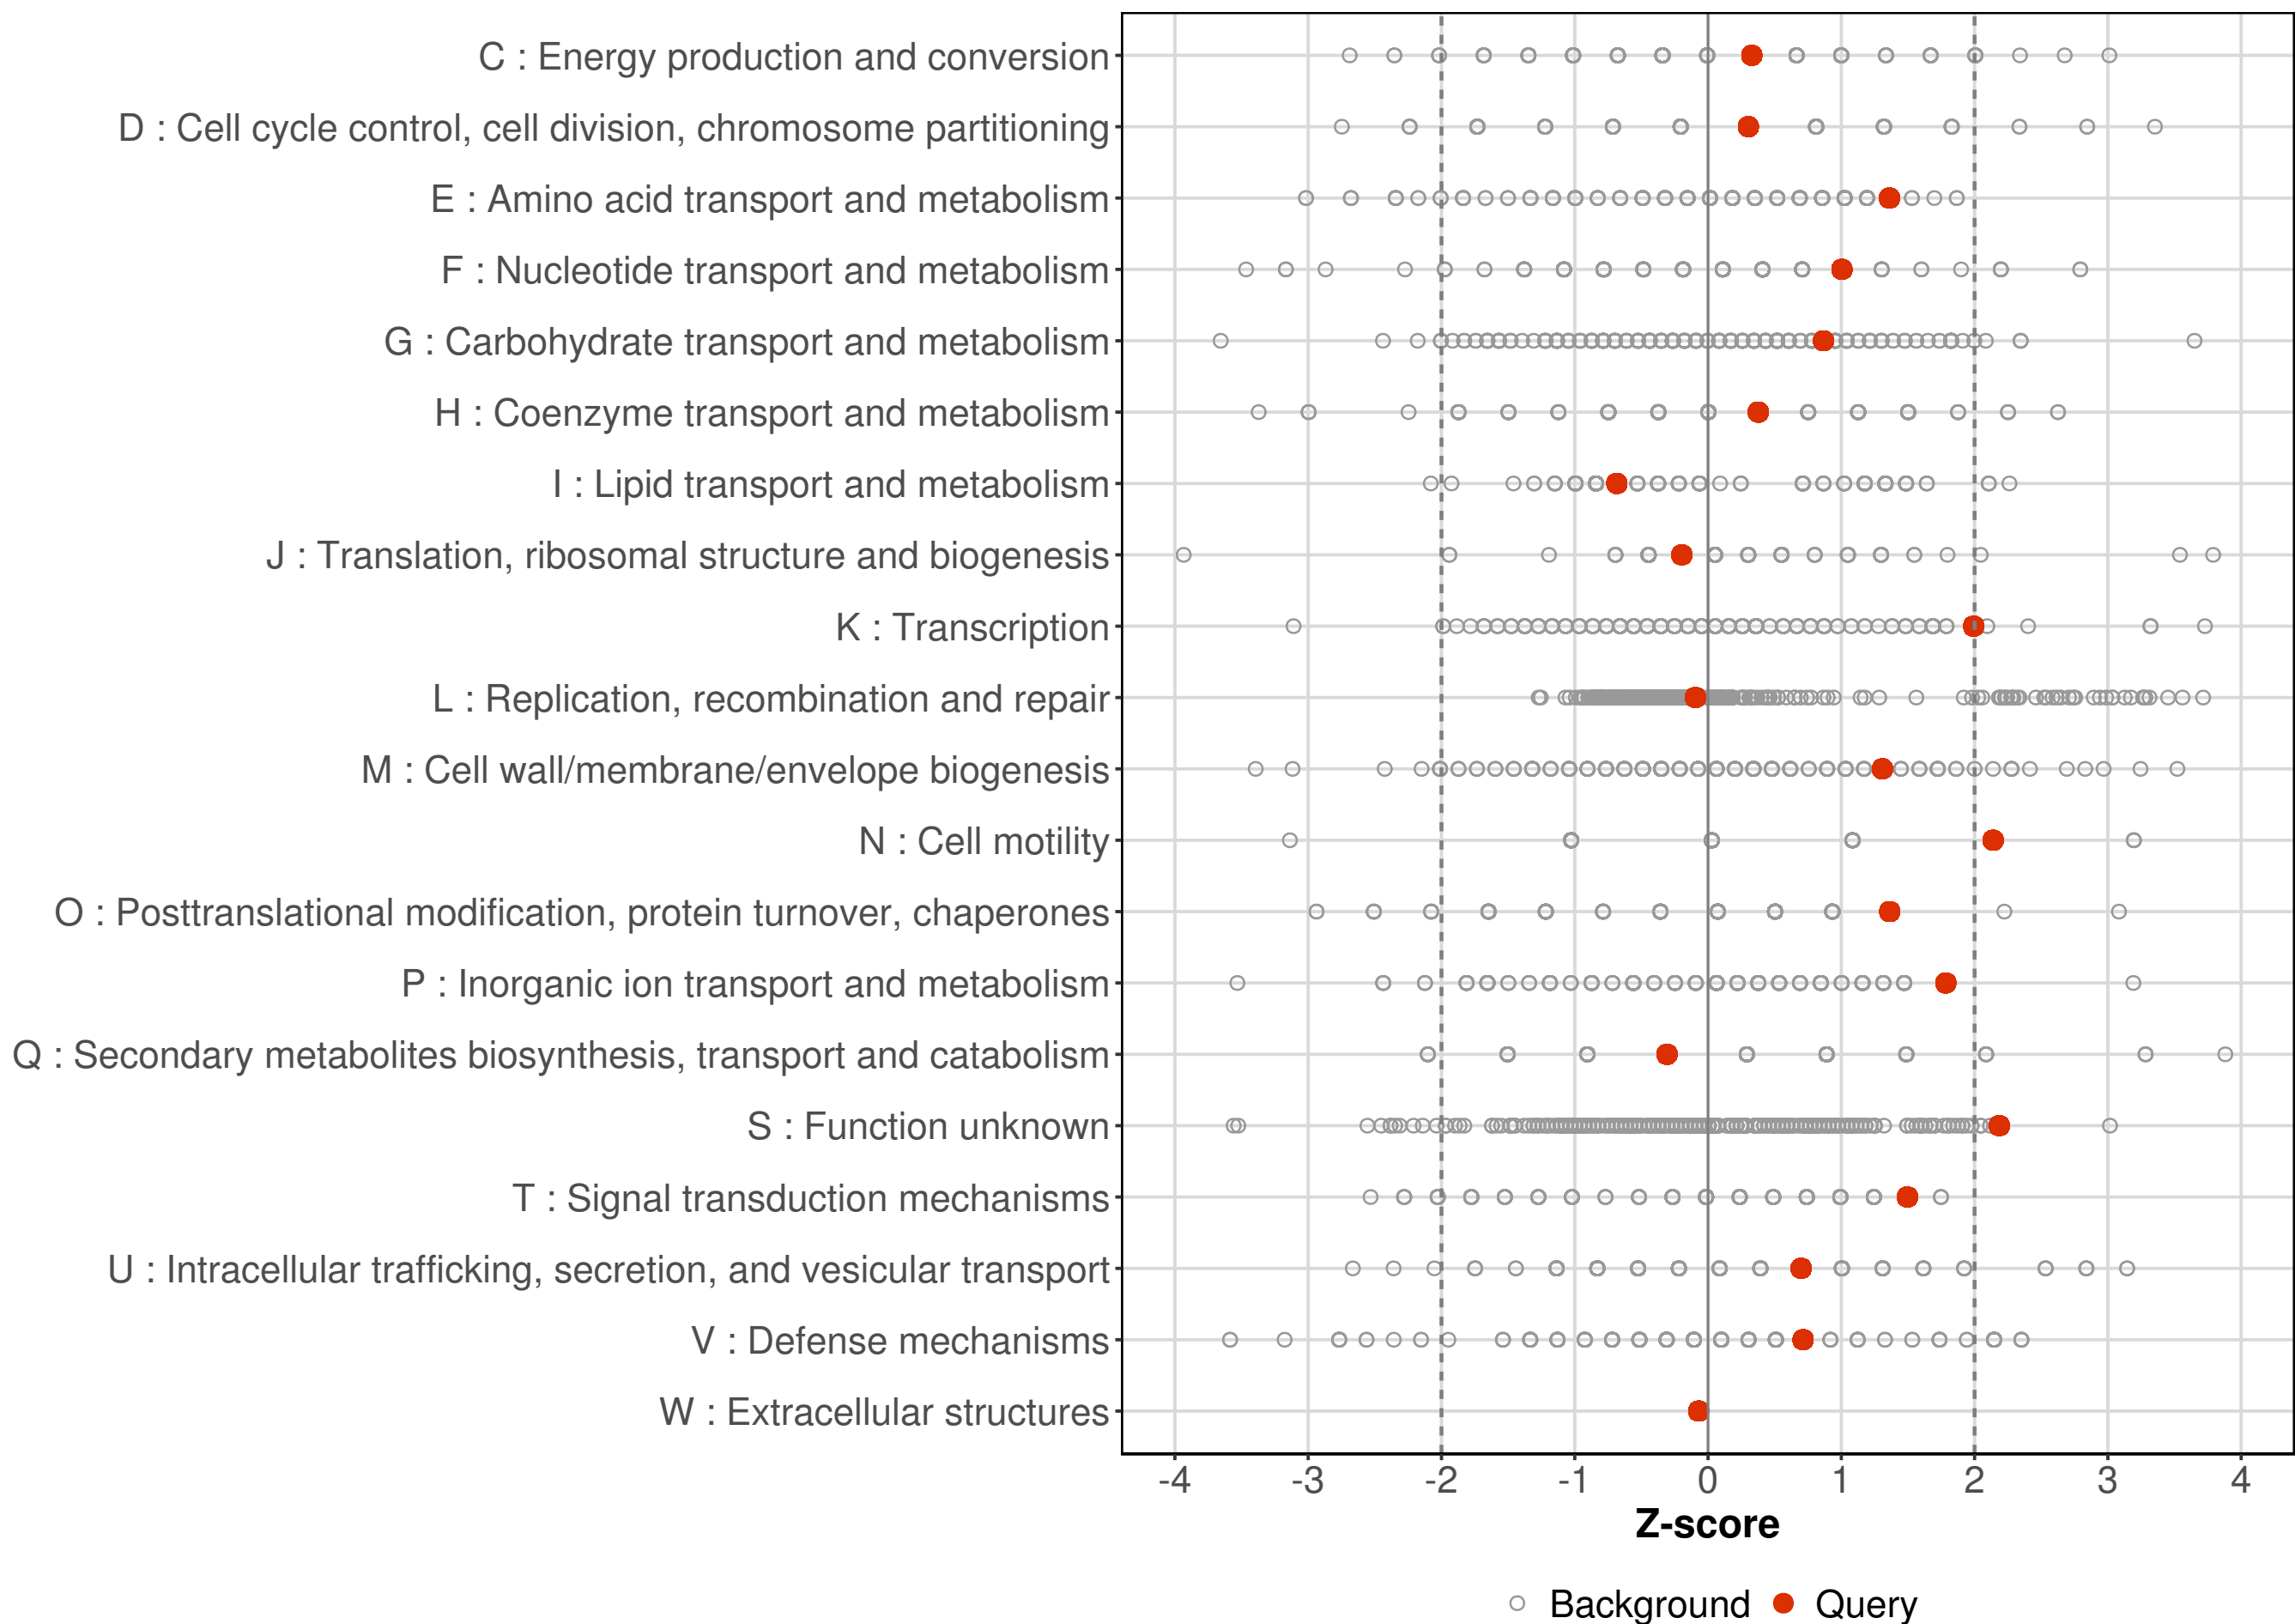 C : Energy production and conversion
D : Cell cycle control, cell division, chromosome partitioning
E : Amino acid transport and metabolism
F : Nucleotide transport and metabolism
G : Carbohydrate transport and metabolism
H : Coenzyme transport and metabolism
I : Lipid transport and metabolism
J : Translation, ribosomal structure and biogenesis
K : Transcription
L : Replication, recombination and repair
M : Cell wall/membrane/envelope biogenesis
N : Cell motility
O : Posttranslational modification, protein turnover, chaperones
P : Inorganic ion transport and metabolism
Q : Secondary metabolites biosynthesis, transport and catabolism
S : Function unknown
T : Signal transduction mechanisms
U : Intracellular trafficking, secretion, and vesicular transport
V : Defense mechanisms
W : Extracellular structures
-4 -3 -2 -1 0 1 2 3 4
Z-score
Background Query